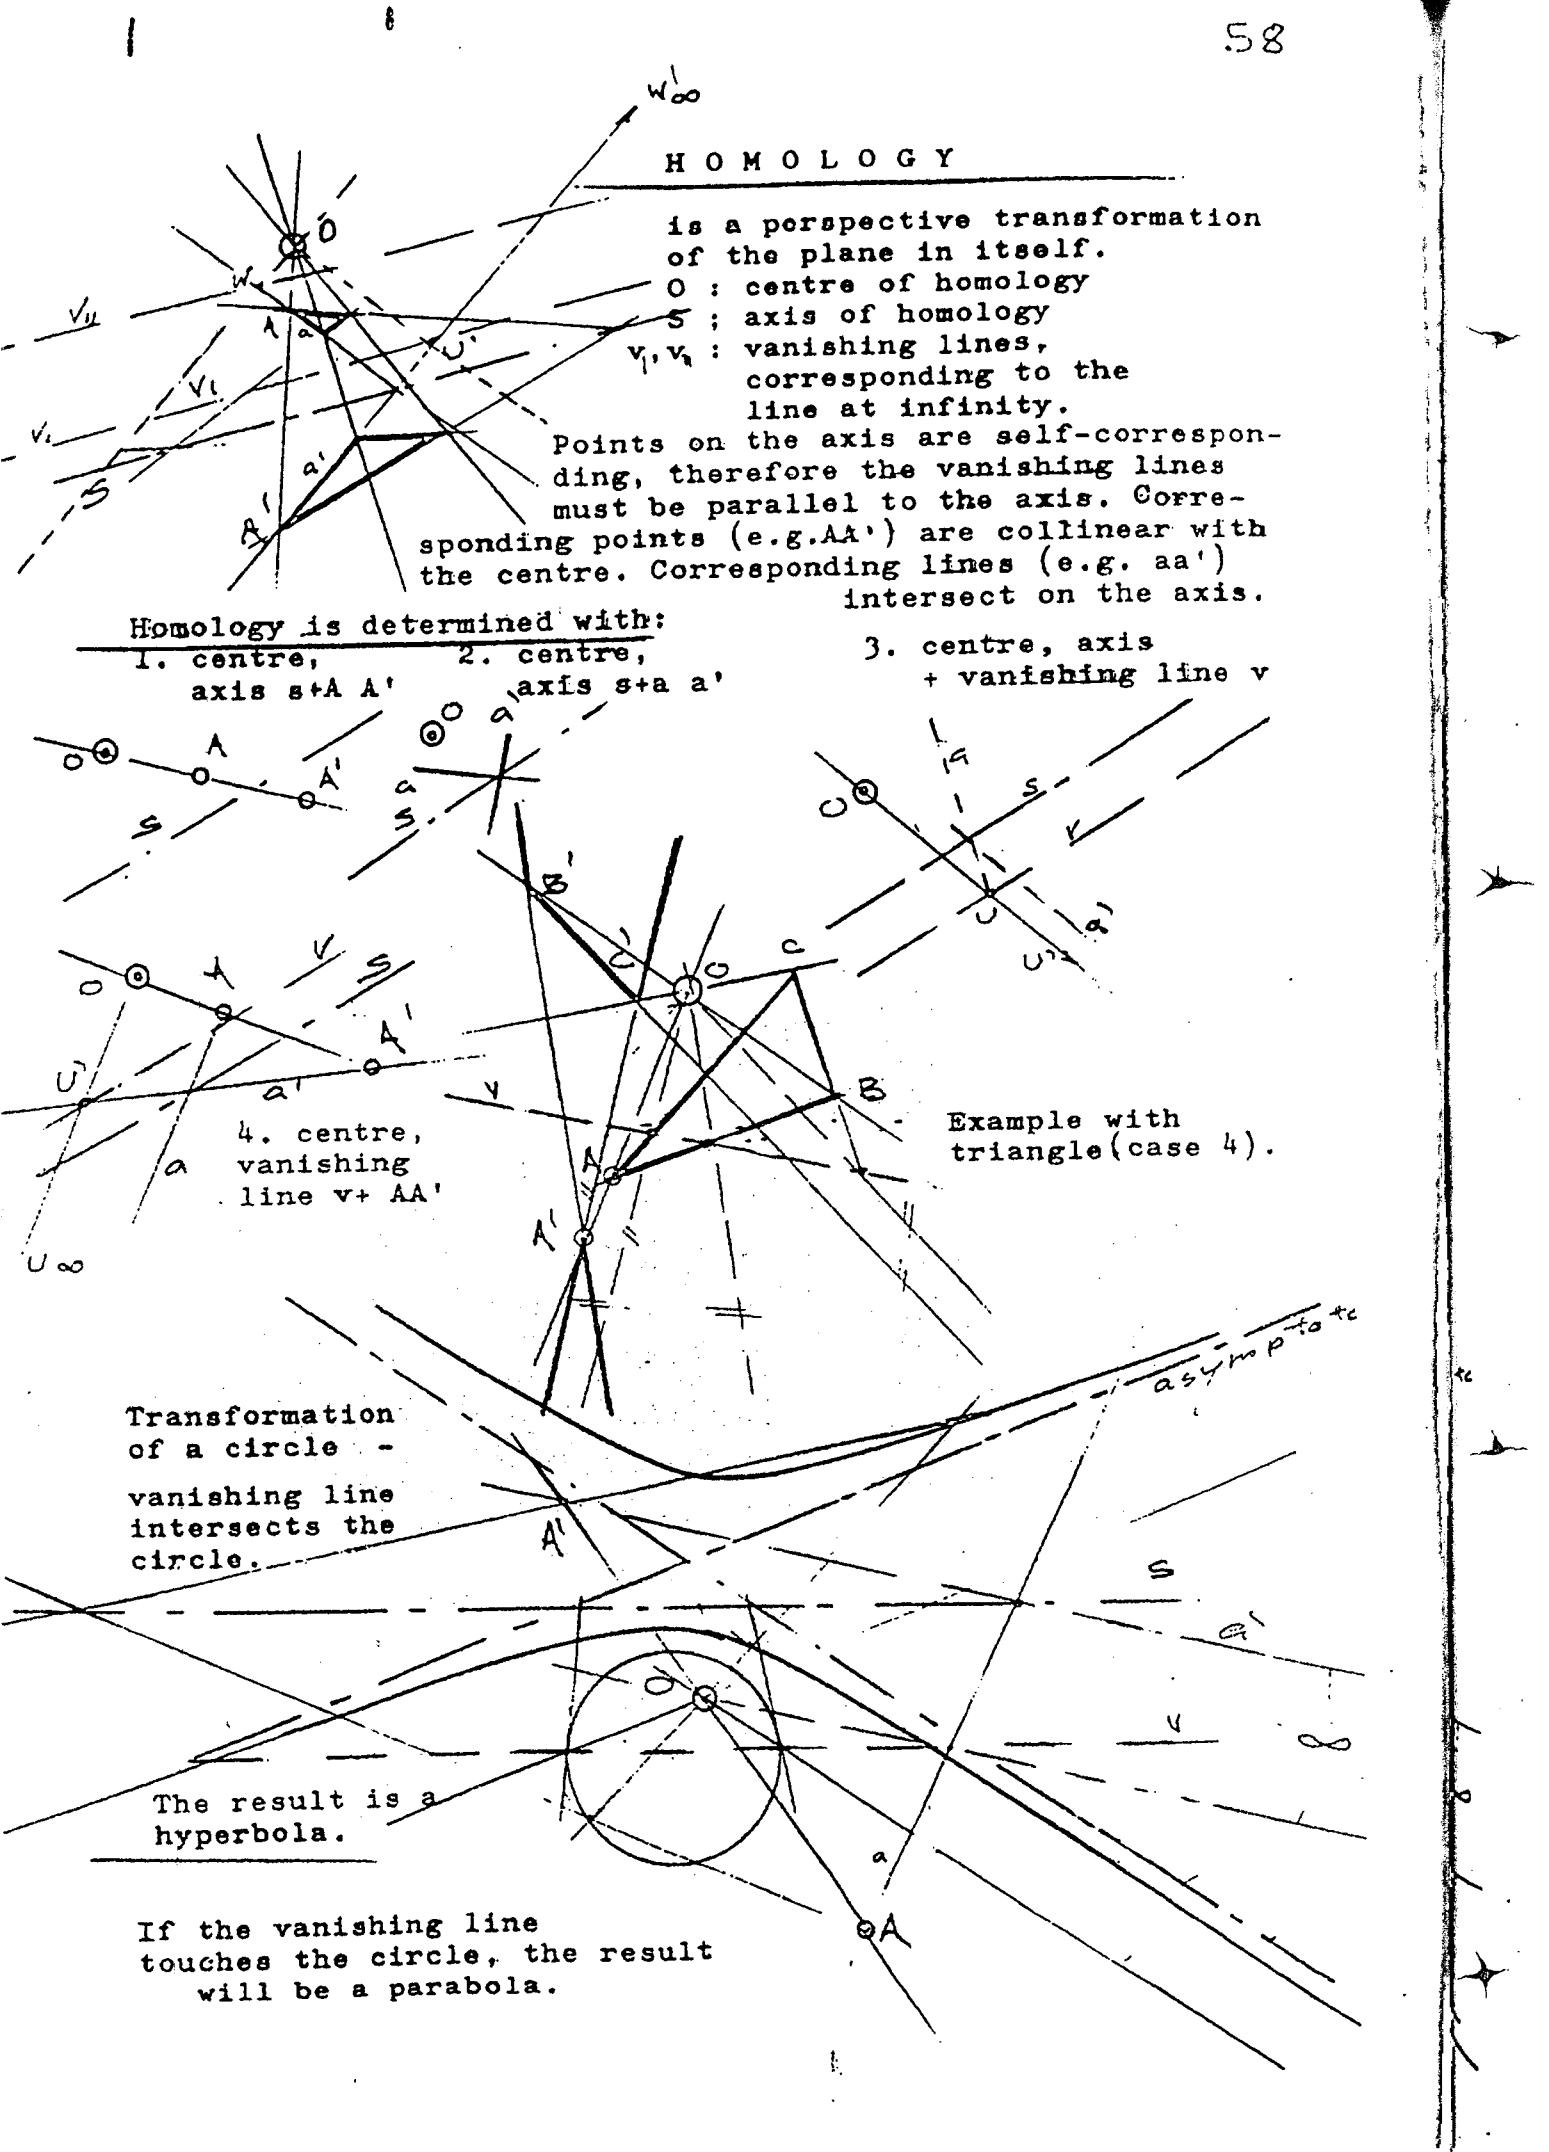 58
W'∞
H O M O L O G Y
is a perspective transformation
of the plane in itself.
O : centre of homology
S ; axis of homology
v₁, v₂ : vanishing lines,
corresponding to the
line at infinity.
Points on the axis are self-correspon-
ding, therefore the vanishing lines
must be parallel to the axis. Corre-
sponding points (e.g.AA') are collinear with
the centre. Corresponding lines (e.g. aa')
intersect on the axis.
O
W
A
a
U'
S
a'
A'
Homology is determined with:
1. centre,
axis s+A A'
2. centre,
axis s+a a'
3. centre, axis
+ vanishing line v
O
A
A'
S
O
a'
a
S
O
a
S
V
U
a'
U'
O
A
V
S
A'
U'
a'
a
U ∞
4. centre,
vanishing
line v+ AA'
B'
C'
O
C
V
B
A
A'
Example with
triangle(case 4).
Transformation
of a circle -
vanishing line
intersects the
circle.
asymptote
A'
S
a'
O
V
∞
The result is a
hyperbola.
a
A
If the vanishing line
touches the circle, the result
will be a parabola.